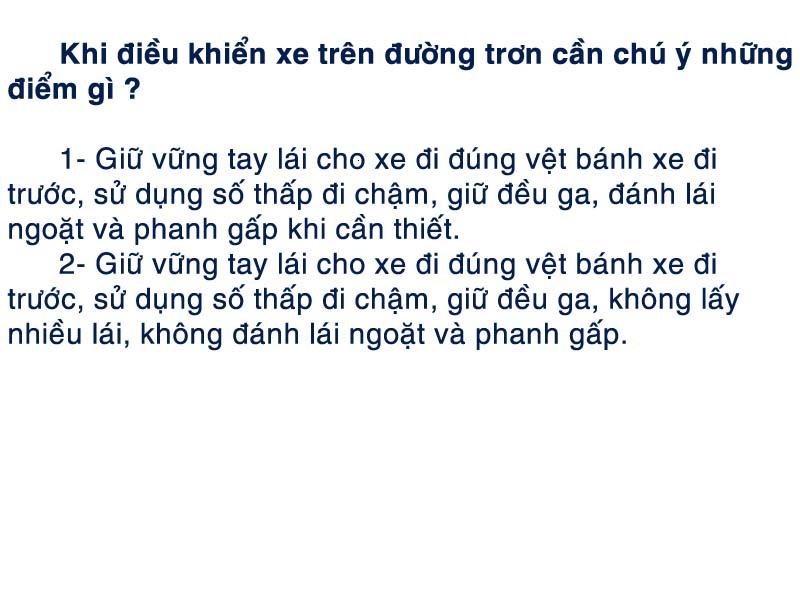 Khi điều khiển xe trên đường trơn cần chú ý những
điểm gì ?
1- Giữ vững tay lái cho xe đi đúng vệt bánh xe đi
trước, sử dụng số thấp đi chậm, giữ đều ga, đánh lái
ngoặt và phanh gấp khi cần thiết.
2- Giữ vững tay lái cho xe đi đúng vệt bánh xe đi
trước, sử dụng số thấp đi chậm, giữ đều ga, không lấy
nhiều lái, không đánh lái ngoặt và phanh gấp.